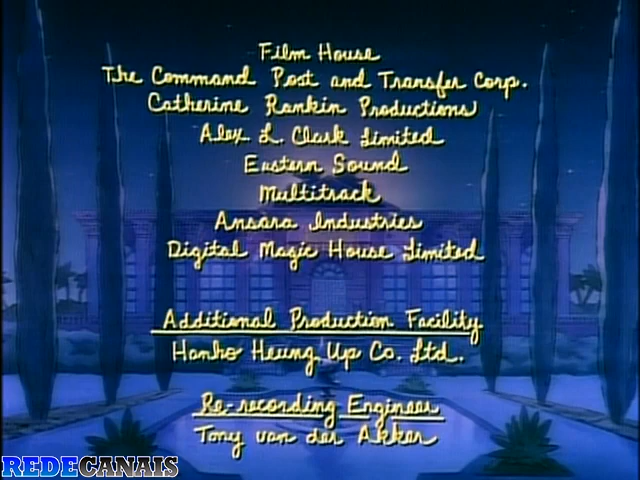 Film House
The Command Post and Transfer Corp.
Catherine Rankin Productions
Alex L. Clark Limited
Eastern Sound
Multitrack
Ansara Industries
Digital Magic House Limited
Additional Production Facility
Hanho Heung Up Co. Ltd.
Re-recording Engineer
Tony van der Akker
REDECANAIS